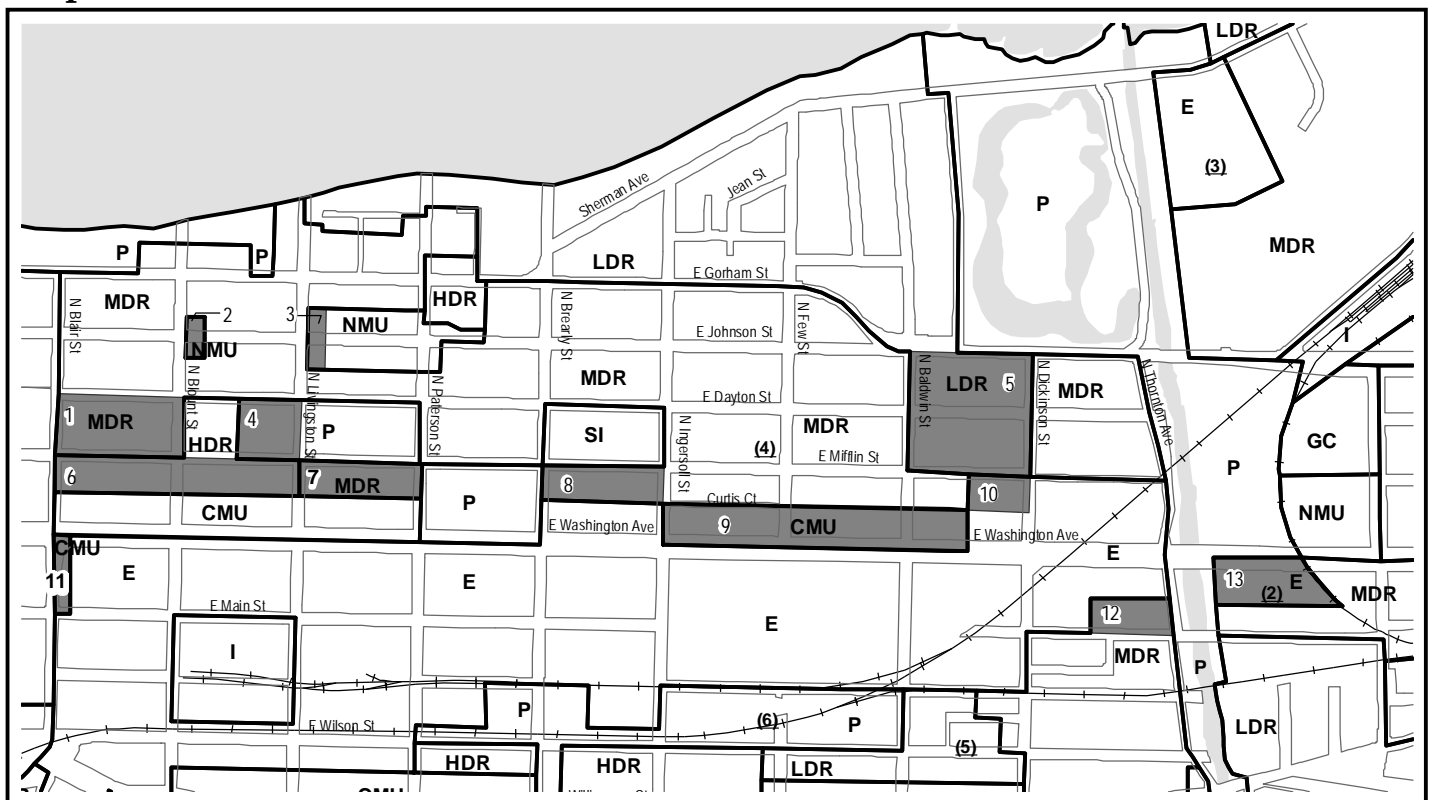 LDR
E
(3)
P
Sherman Ave
Jean St
MDR
P
P
LDR
E Gorham St
MDR
HDR
N Blair St
2
3
NMU
N Brearly St
E Johnson St
N Few St
I
NMU
MDR
N Baldwin St
LDR
5
N Dickinson St
MDR
N Thornton Ave
N Blount St
N Livingston St
N Paterson St
E Dayton St
1
MDR
4
P
HDR
SI
N Ingersoll St
(4)
MDR
E Mifflin St
GC
P
6
7
MDR
8
10
P
Curtis Ct
NMU
CMU
E Washington Ave
9
CMU
E Washington Ave
CMU
E
11
E
E
13
E
(2)
MDR
E Main St
12
E
I
MDR
P
P
(6)
P
E Wilson St
LDR
(5)
HDR
HDR
LDR